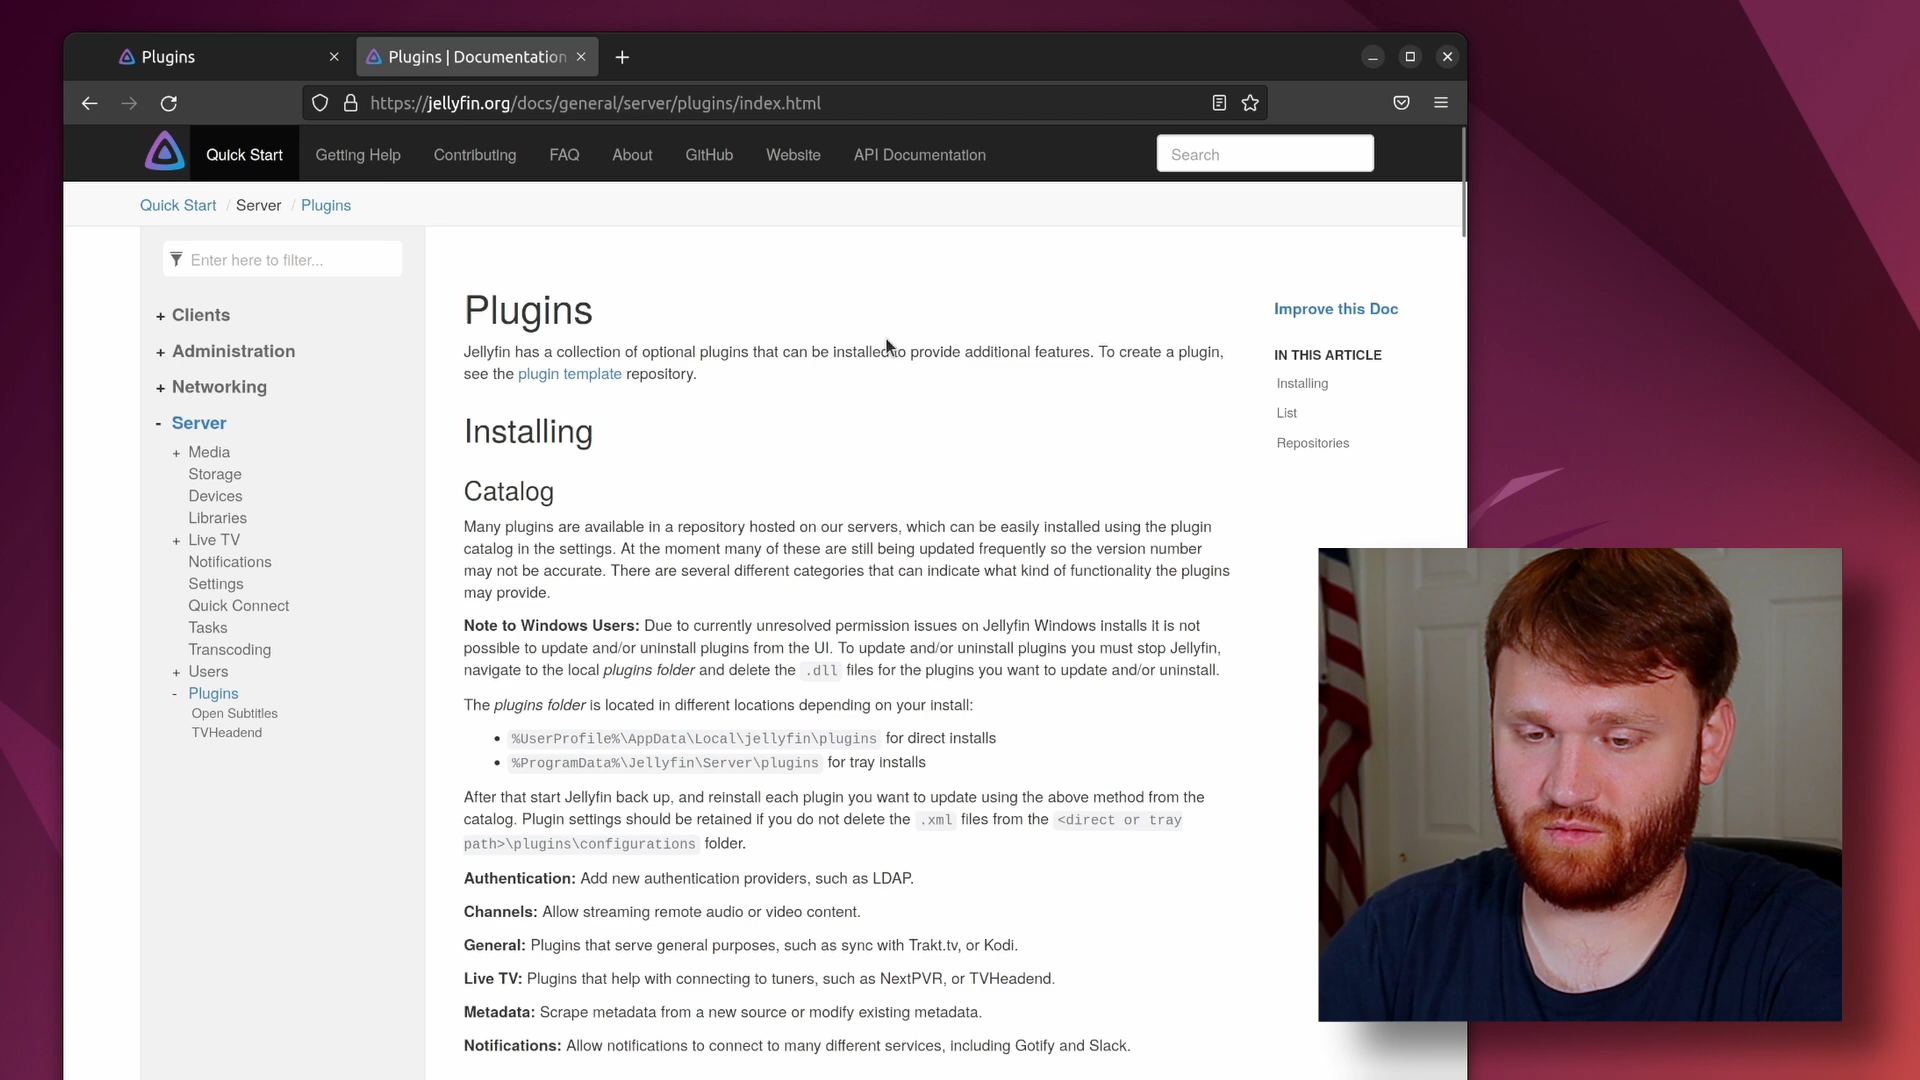 Plugins
Plugins | Documentation
https://jellyfin.org/docs/general/server/plugins/index.html
Quick Start
Getting Help
Contributing
FAQ
About
GitHub
Website
API Documentation
Search
Quick Start / Server / Plugins
Enter here to filter...
+ Clients
+ Administration
+ Networking
- Server
+ Media
Storage
Devices
Libraries
+ Live TV
Notifications
Settings
Quick Connect
Tasks
Transcoding
+ Users
- Plugins
Open Subtitles
TVHeadend
Plugins
Jellyfin has a collection of optional plugins that can be installed to provide additional features. To create a plugin,
see the plugin template repository.
Installing
Catalog
Many plugins are available in a repository hosted on our servers, which can be easily installed using the plugin
catalog in the settings. At the moment many of these are still being updated frequently so the version number
may not be accurate. There are several different categories that can indicate what kind of functionality the plugins
may provide.
Note to Windows Users: Due to currently unresolved permission issues on Jellyfin Windows installs it is not
possible to update and/or uninstall plugins from the UI. To update and/or uninstall plugins you must stop Jellyfin,
navigate to the local plugins folder and delete the .dll files for the plugins you want to update and/or uninstall.
The plugins folder is located in different locations depending on your install:
• %UserProfile%\AppData\Local\jellyfin\plugins for direct installs
• %ProgramData%\Jellyfin\Server\plugins for tray installs
After that start Jellyfin back up, and reinstall each plugin you want to update using the above method from the
catalog. Plugin settings should be retained if you do not delete the .xml files from the <direct or tray
path>\plugins\configurations folder.
Authentication: Add new authentication providers, such as LDAP.
Channels: Allow streaming remote audio or video content.
General: Plugins that serve general purposes, such as sync with Trakt.tv, or Kodi.
Live TV: Plugins that help with connecting to tuners, such as NextPVR, or TVHeadend.
Metadata: Scrape metadata from a new source or modify existing metadata.
Notifications: Allow notifications to connect to many different services, including Gotify and Slack.
Improve this Doc
IN THIS ARTICLE
Installing
List
Repositories